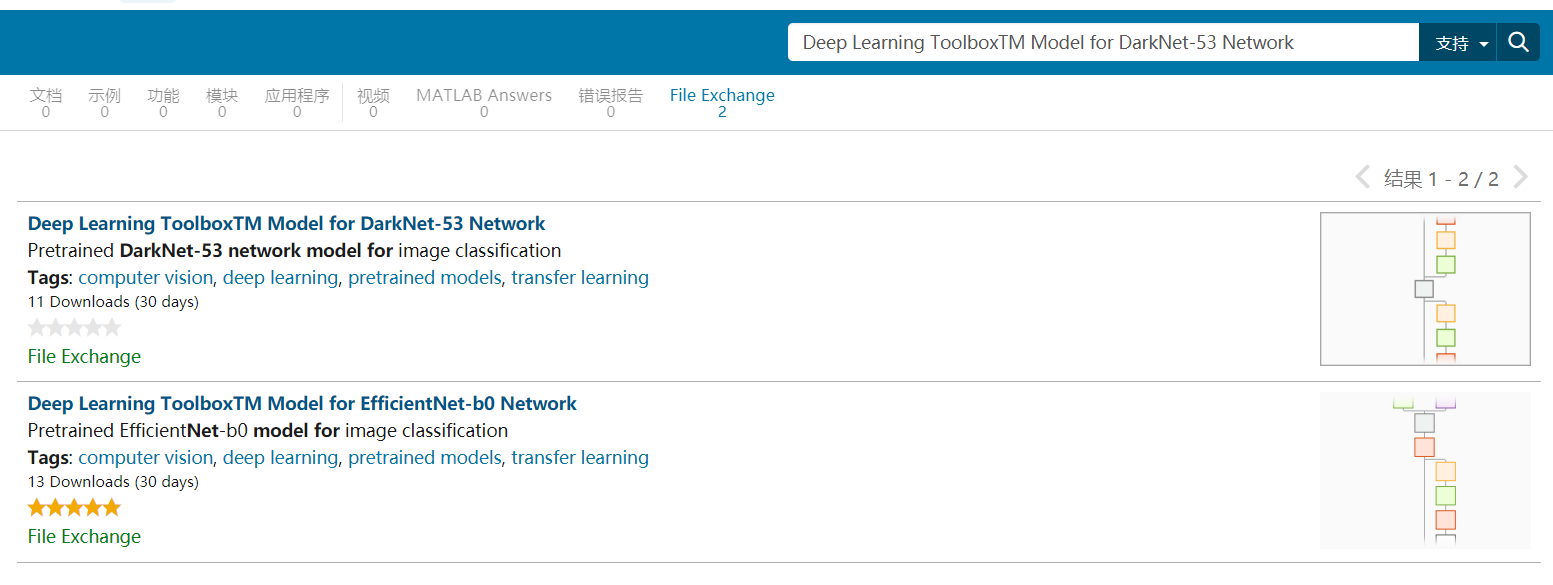 Deep Learning ToolboxTM Model for DarkNet-53 Network 支持
文档 示例 功能 模块 应用程序 视频 MATLAB Answers 错误报告 File Exchange
0 0 0 0 0 0 0 0 2
结果 1 - 2 / 2
Deep Learning ToolboxTM Model for DarkNet-53 Network
Pretrained DarkNet-53 network model for image classification
Tags: computer vision, deep learning, pretrained models, transfer learning
11 Downloads (30 days)
File Exchange
Deep Learning ToolboxTM Model for EfficientNet-b0 Network
Pretrained EfficientNet-b0 model for image classification
Tags: computer vision, deep learning, pretrained models, transfer learning
13 Downloads (30 days)
File Exchange